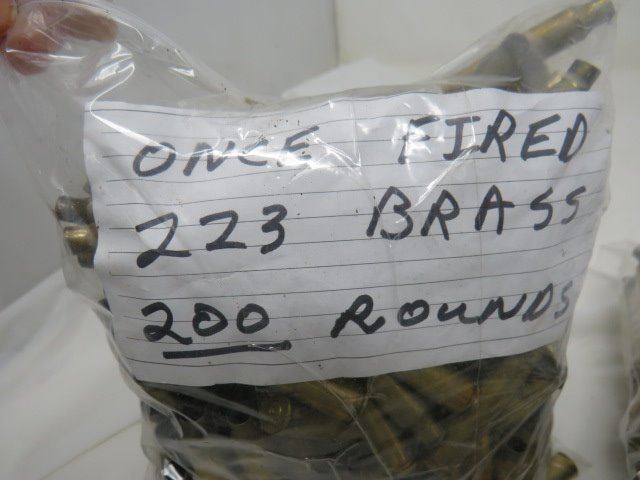 ONCE FIRED
223 BRASS
200 ROUNDS